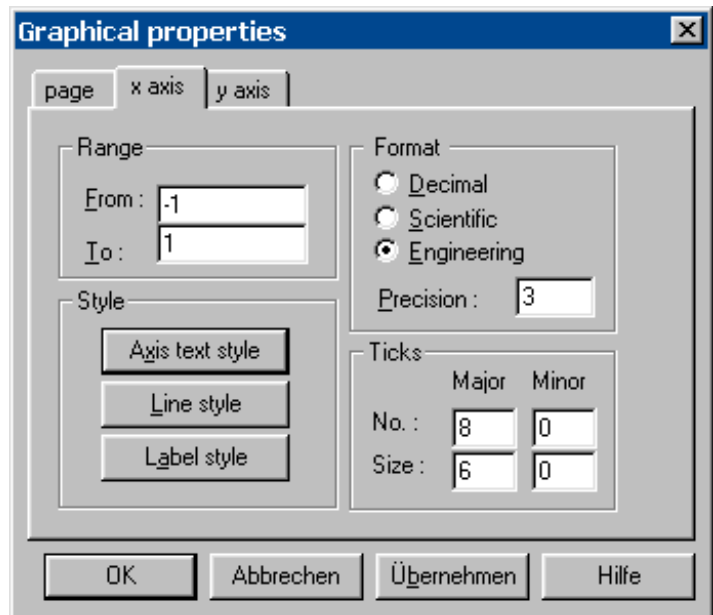 Graphical properties
page x axis y axis
Range
From : -1
To : 1
Style
Axis text style
Line style
Label style
Format
Decimal
Scientific
Engineering
Precision : 3
Ticks
Major Minor
No. : 8 0
Size : 6 0
OK Abbrechen Übernehmen Hilfe